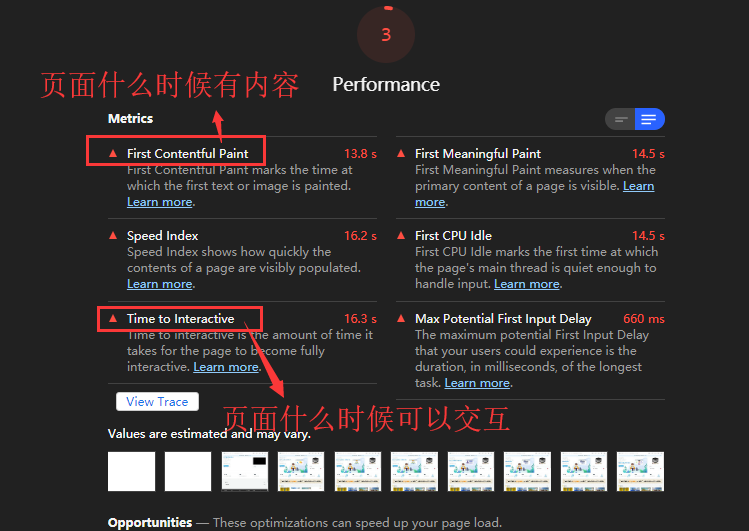 3
Performance
页面什么时候有内容
Metrics
First Contentful Paint 13.8 s
First Contentful Paint marks the time at
which the first text or image is painted.
Learn more.
First Meaningful Paint 14.5 s
First Meaningful Paint measures when the
primary content of a page is visible. Learn
more.
Speed Index 16.2 s
Speed Index shows how quickly the
contents of a page are visibly populated.
Learn more.
First CPU Idle 14.5 s
First CPU Idle marks the first time at which
the page's main thread is quiet enough to
handle input. Learn more.
Time to Interactive 16.3 s
Time to interactive is the amount of time it
takes for the page to become fully
interactive. Learn more.
Max Potential First Input Delay 660 ms
The maximum potential First Input Delay
that your users could experience is the
duration, in milliseconds, of the longest
task. Learn more.
View Trace
页面什么时候可以交互
Values are estimated and may vary.
Opportunities — These optimizations can speed up your page load.